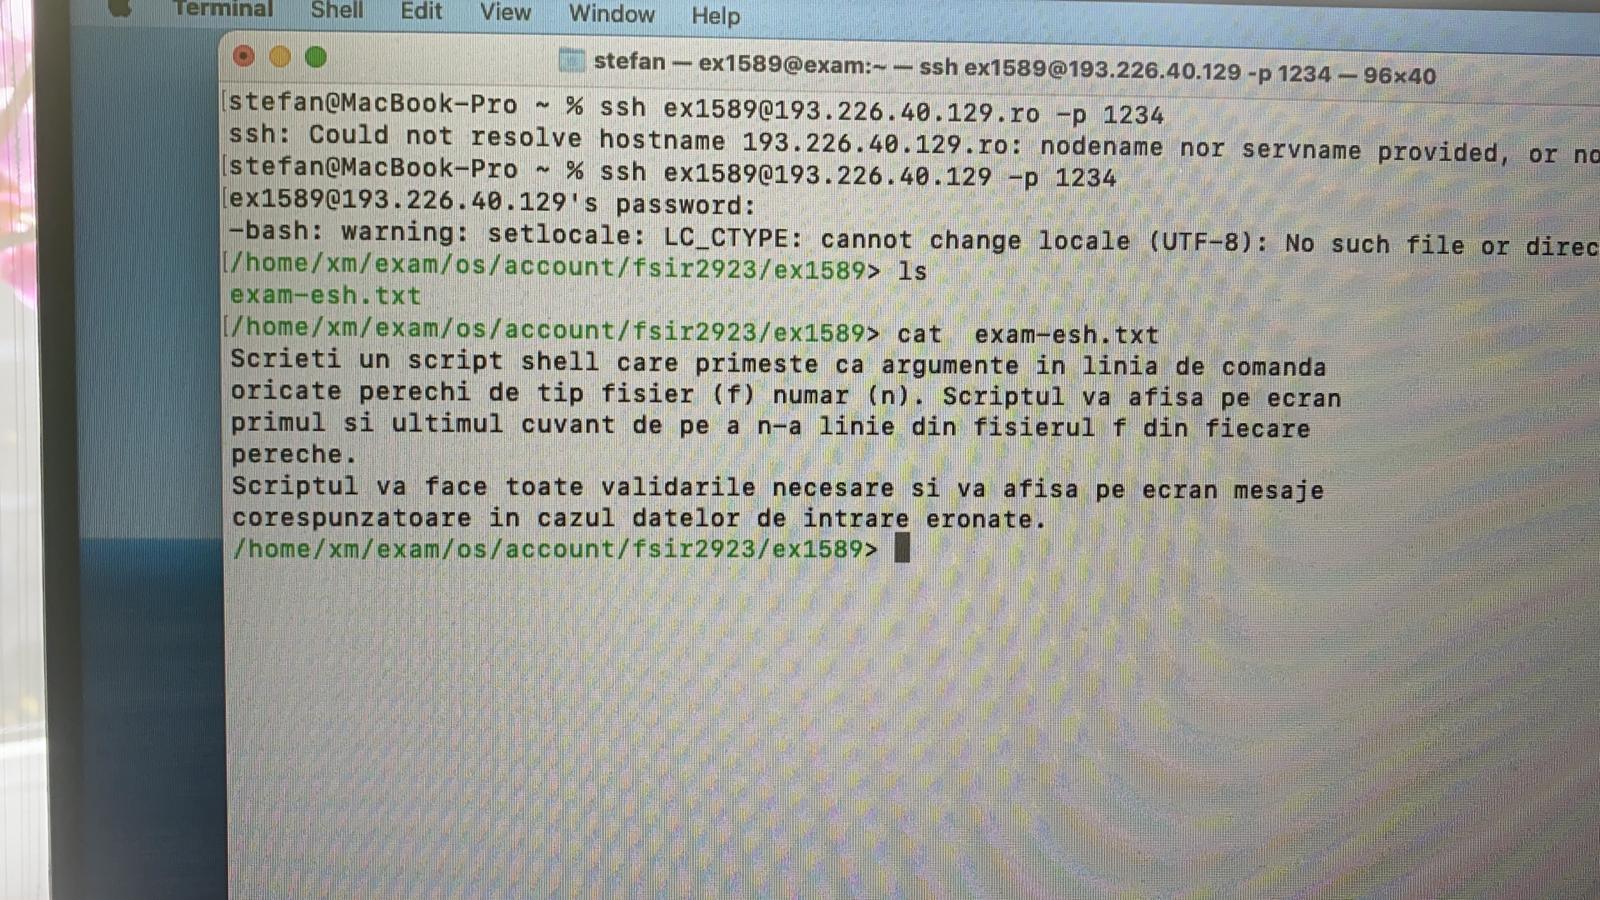 Terminal Shell Edit View Window Help
stefan — ex1589@exam:~ — ssh ex1589@193.226.40.129 -p 1234 — 96×40
[stefan@MacBook-Pro ~ % ssh ex1589@193.226.40.129.ro -p 1234
ssh: Could not resolve hostname 193.226.40.129.ro: nodename nor servname provided, or no
[stefan@MacBook-Pro ~ % ssh ex1589@193.226.40.129 -p 1234
[ex1589@193.226.40.129's password:
-bash: warning: setlocale: LC_CTYPE: cannot change locale (UTF-8): No such file or direc
[/home/xm/exam/os/account/fsir2923/ex1589> ls
exam-esh.txt
[/home/xm/exam/os/account/fsir2923/ex1589> cat  exam-esh.txt
Scrieti un script shell care primeste ca argumente in linia de comanda
oricate perechi de tip fisier (f) numar (n). Scriptul va afisa pe ecran
primul si ultimul cuvant de pe a n-a linie din fisierul f din fiecare
pereche.
Scriptul va face toate validarile necesare si va afisa pe ecran mesaje
corespunzatoare in cazul datelor de intrare eronate.
/home/xm/exam/os/account/fsir2923/ex1589>